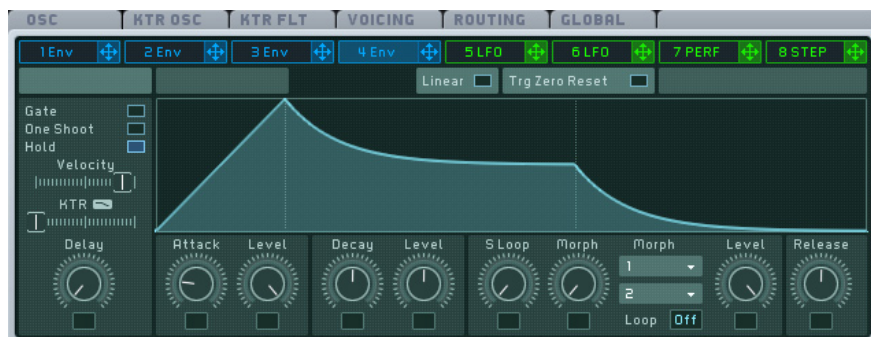 OSC KTR OSC KTR FLT VOICING ROUTING GLOBAL
1 Env 2 Env 3 Env 4 Env 5 LFO 6 LFO 7 PERF 8 STEP
Linear Trg Zero Reset
Gate
One Shoot
Hold
Velocity
KTR
Delay Attack Level Decay Level S Loop Morph Morph Level Release
1
2
Loop Off